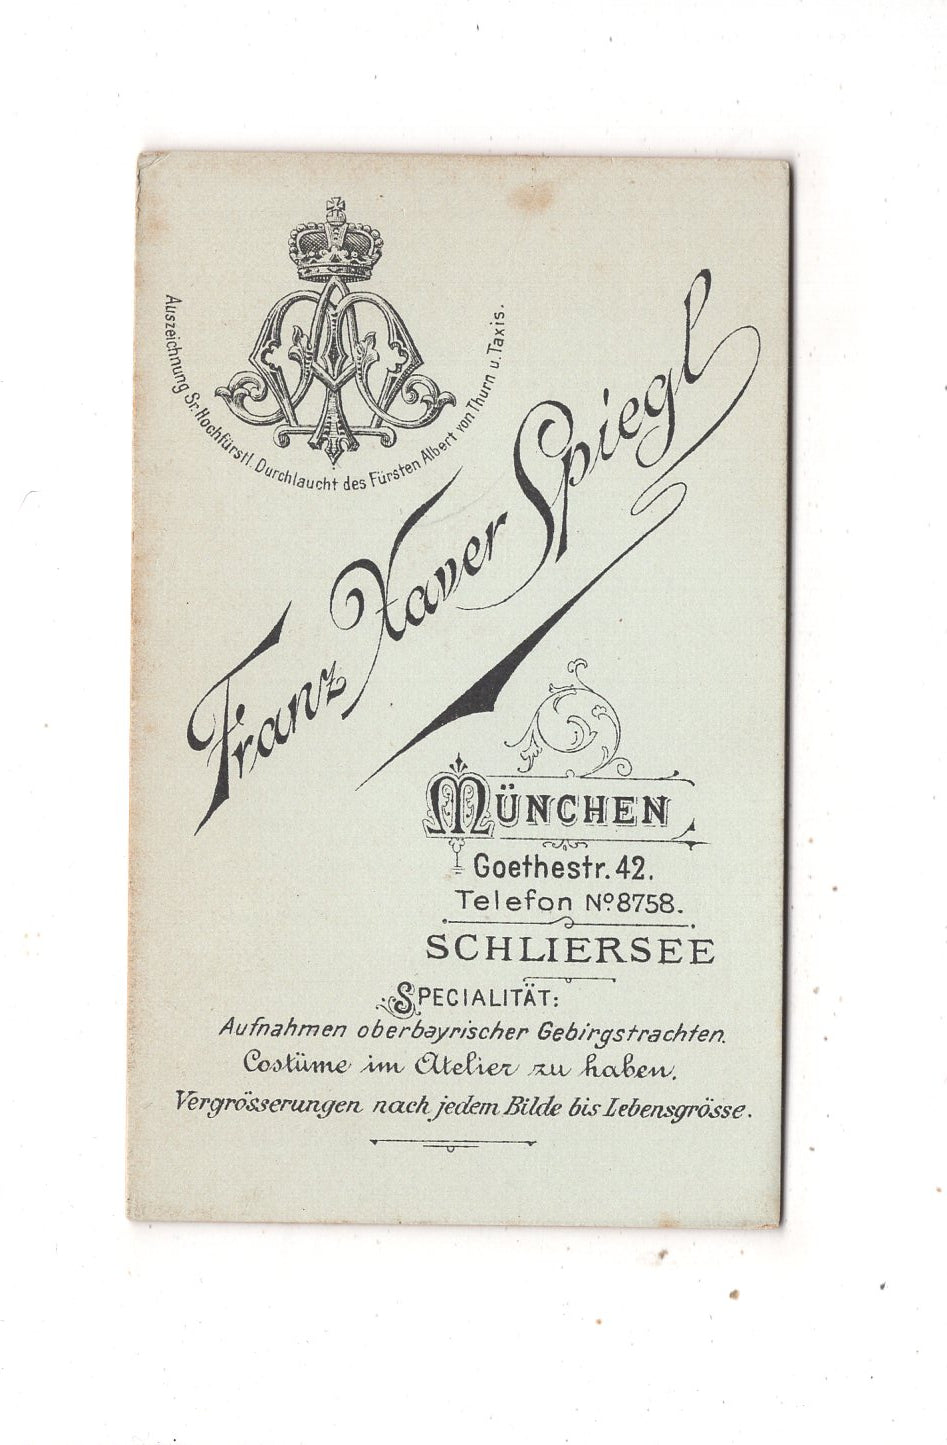 Auszeichnung Sr. Hochfürstl. Durchlaucht des Fürsten Albert von Thurn u. Taxis.
Franz Xaver Spiegl
MÜNCHEN
Goethestr. 42.
Telefon Nº 8758.
SCHLIERSEE
SPECIALITÄT:
Aufnahmen oberbayrischer Gebirgstrachten.
Costüme im Atelier zu haben.
Vergrösserungen nach jedem Bilde bis Lebensgrösse.